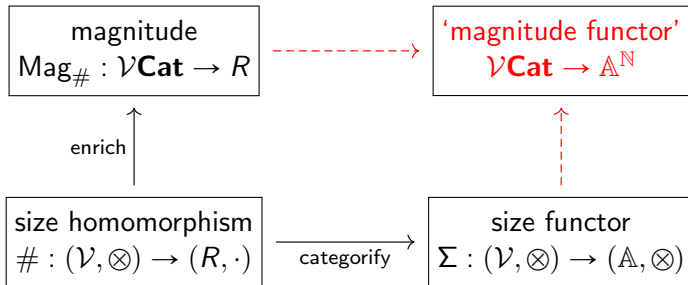 magnitude
Mag_# : 𝒱Cat → R
'magnitude functor'
𝒱Cat → 𝔸^ℕ
enrich
size homomorphism
# : (𝒱, ⊗) → (R, ·)
categorify
size functor
Σ : (𝒱, ⊗) → (𝔸, ⊗)